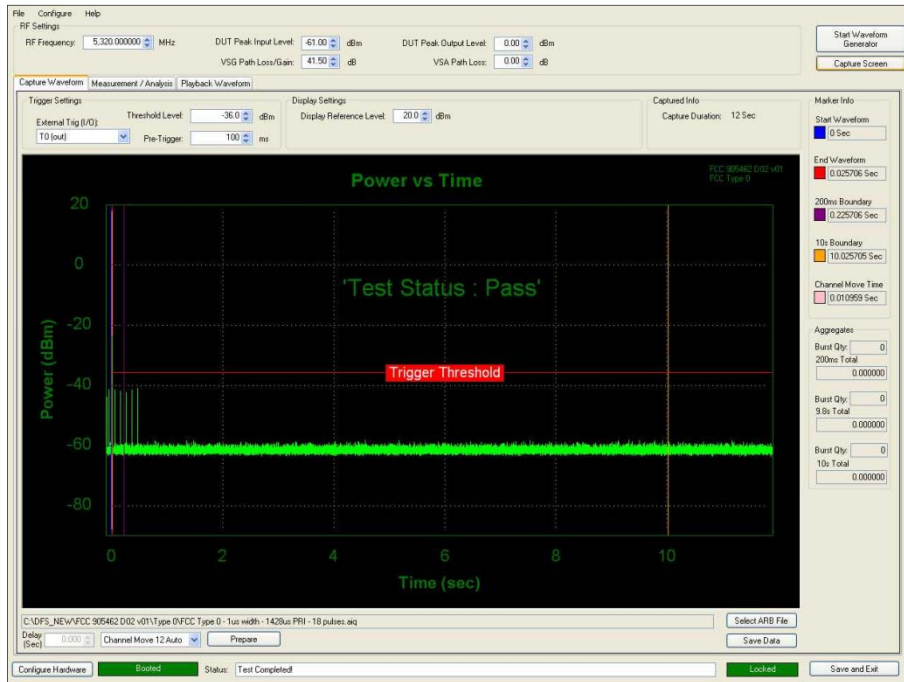 File Configure Help
RF Settings
RF Frequency: 5,320.000000 MHz
DUT Peak Input Level: -61.00 dBm
DUT Peak Output Level: 0.00 dBm
VSG Path Loss/Gain: 41.50 dB
VSA Path Loss: 0.00 dB
Start Waveform Generator
Capture Screen
Capture Waveform Measurement / Analysis Playback Waveform
Trigger Settings
External Trig (I/O):
T0 (out)
Threshold Level: -36.0 dBm
Pre-Trigger: 100 ms
Display Settings
Display Reference Level: 20.0 dBm
Captured Info
Capture Duration: 12 Sec
Marker Info
Start Waveform
0 Sec
End Waveform
0.025706 Sec
200ms Boundary
0.225706 Sec
10s Boundary
10.025705 Sec
Channel Move Time
0.010959 Sec
Aggregates
Burst Qty: 0
200ms Total
0.000000
Burst Qty: 0
9.8s Total
0.000000
Burst Qty: 0
10s Total
0.000000
FCC 905462 D02 v01
FCC Type 0
Power vs Time
'Test Status : Pass'
Trigger Threshold
Power (dBm)
20
0
-20
-40
-60
-80
0 2 4 6 8 10
Time (sec)
C:\DFS_NEW\FCC 905462 D02 v01\Type 0\FCC Type 0 - 1us width - 1428us PRI - 18 pulses.aiq
Select ARB File
Delay (Sec) 0.000 Channel Move 12 Auto Prepare
Save Data
Configure Hardware Booted Status: Test Completed! Locked Save and Exit